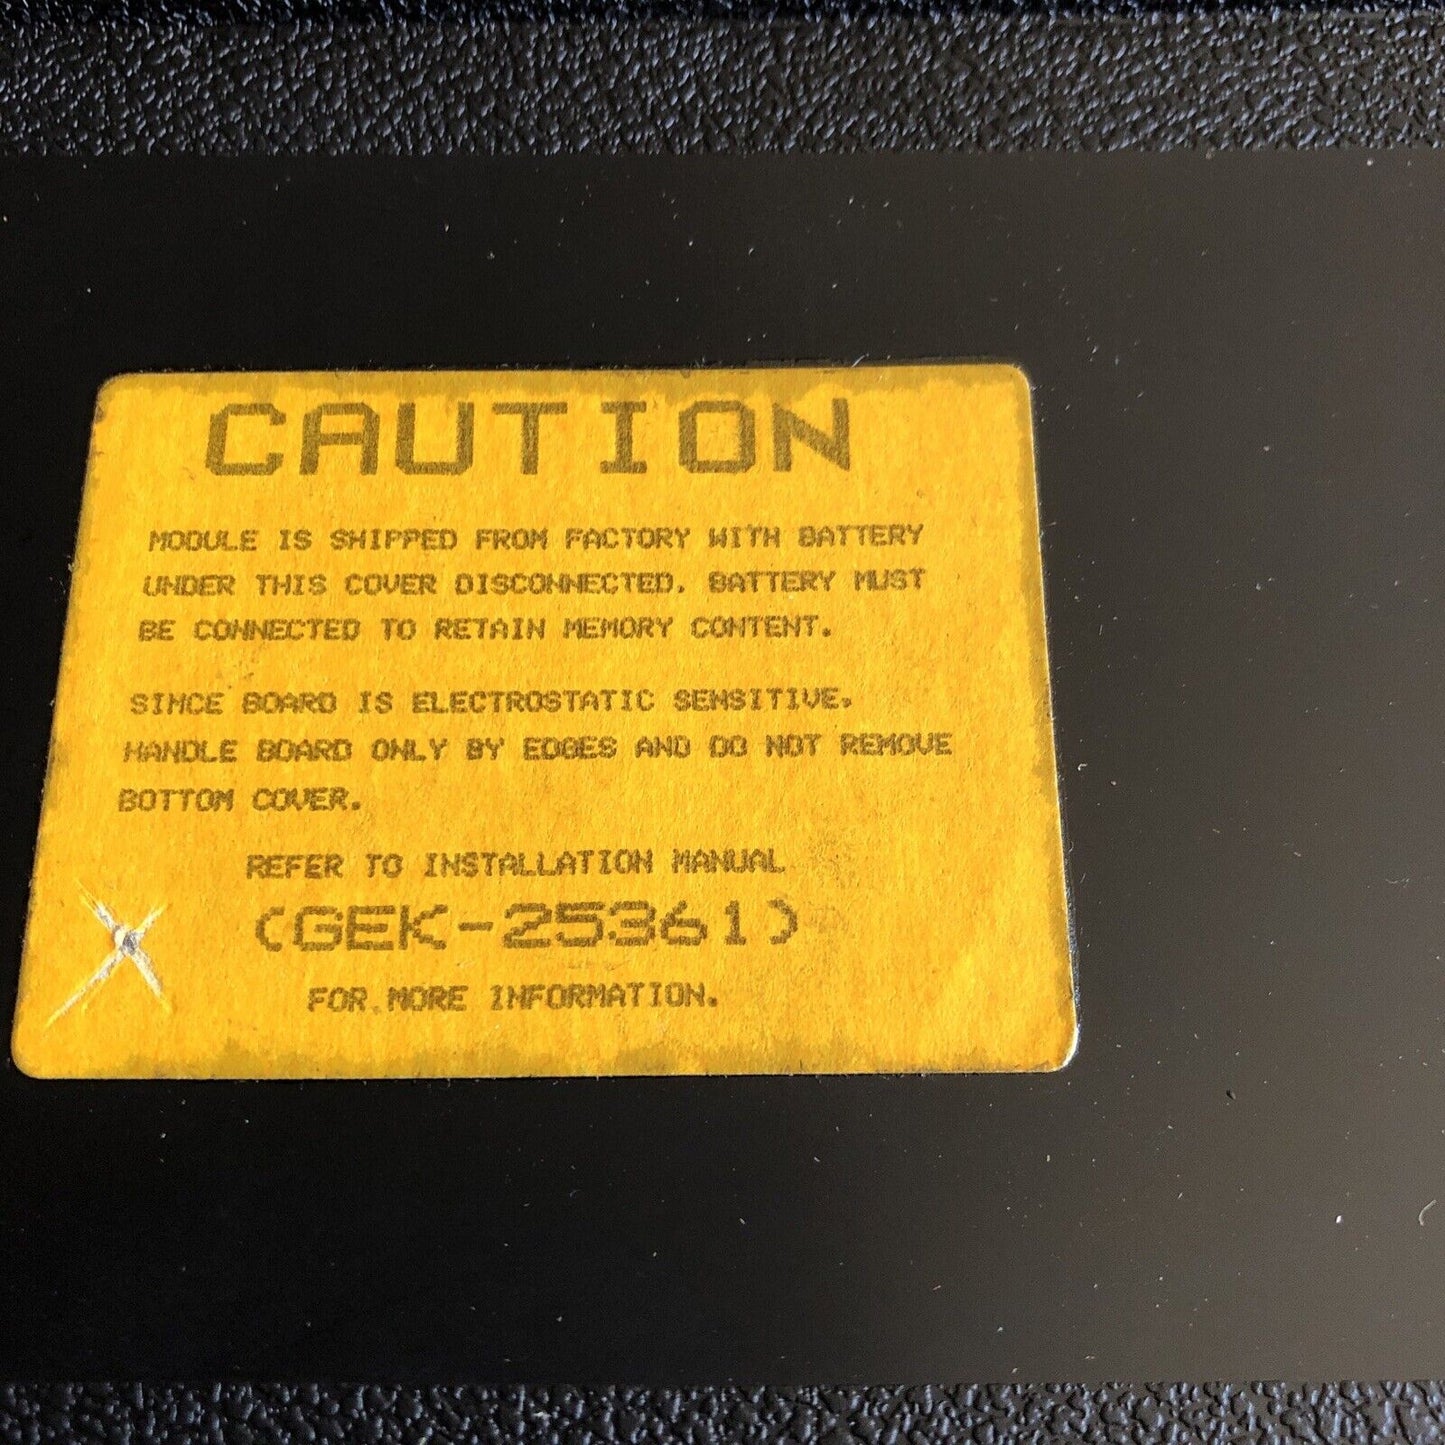 CAUTION
MODULE IS SHIPPED FROM FACTORY WITH BATTERY
UNDER THIS COVER DISCONNECTED. BATTERY MUST
BE CONNECTED TO RETAIN MEMORY CONTENT.
SINCE BOARD IS ELECTROSTATIC SENSITIVE.
HANDLE BOARD ONLY BY EDGES AND DO NOT REMOVE
BOTTOM COVER.
REFER TO INSTALLATION MANUAL
(GEK-25361)
FOR MORE INFORMATION.